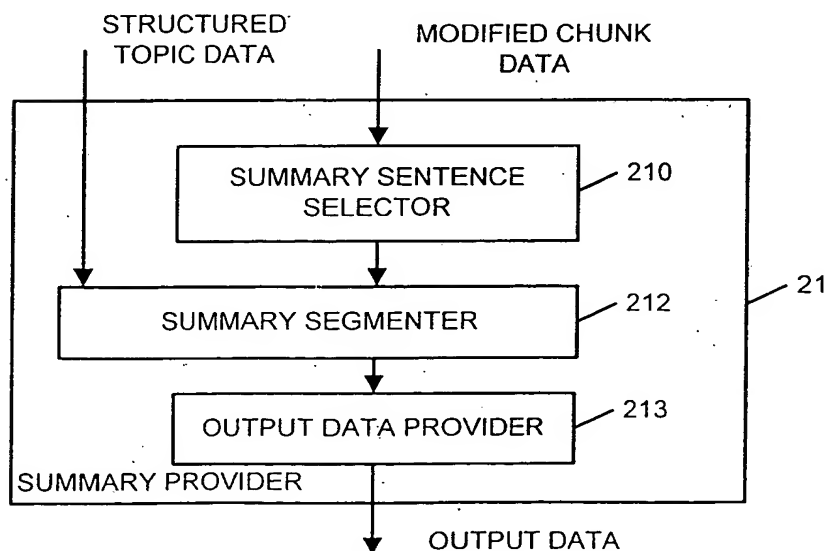 STRUCTURED
TOPIC DATA
MODIFIED CHUNK
DATA
SUMMARY SENTENCE
SELECTOR
210
21
SUMMARY SEGMENTER
212
OUTPUT DATA PROVIDER
213
SUMMARY PROVIDER
OUTPUT DATA